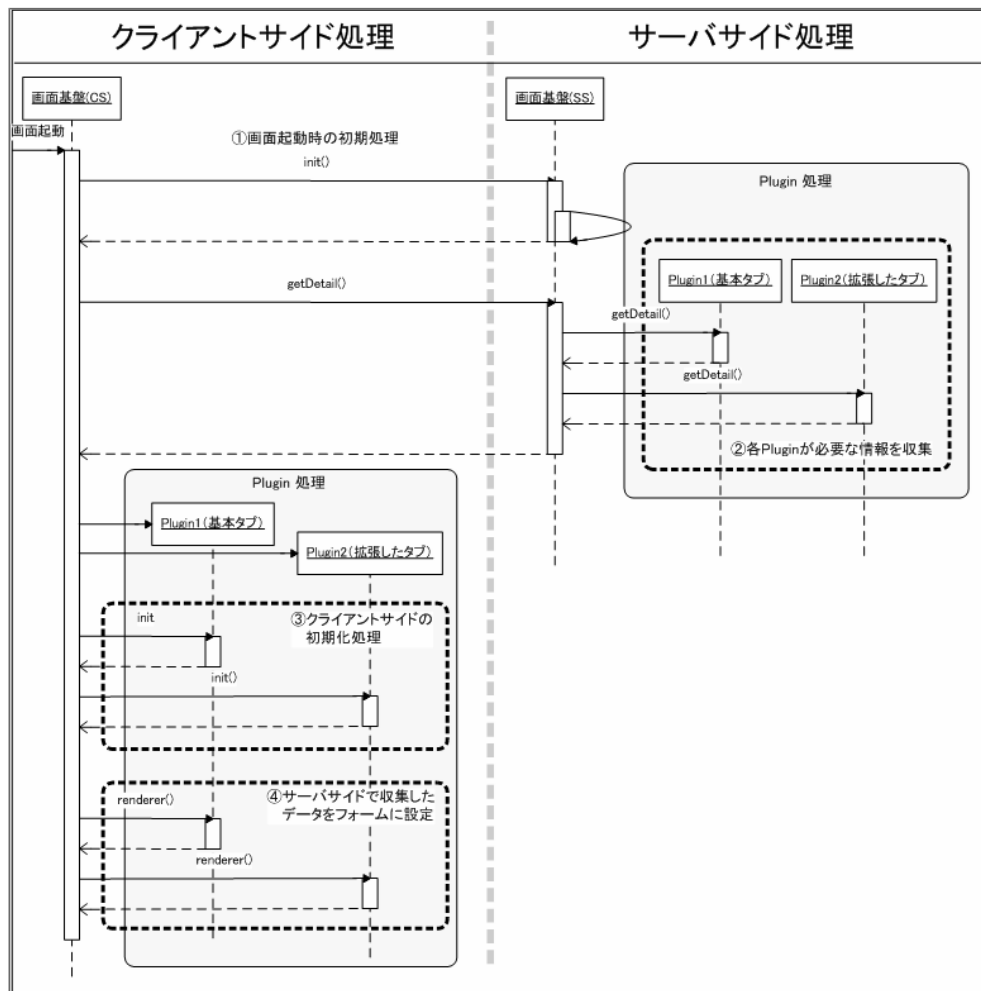 クライアントサイド処理
サーバサイド処理
画面基盤(CS)
画面基盤(SS)
画面起動
①画面起動時の初期処理
init()
Plugin 処理
Plugin1(基本タブ)
Plugin2(拡張したタブ)
getDetail()
getDetail()
getDetail()
②各Pluginが必要な情報を収集
Plugin 処理
Plugin1(基本タブ)
Plugin2(拡張したタブ)
③クライアントサイドの
初期化処理
init
init()
④サーバサイドで収集した
データをフォームに設定
renderer()
renderer()